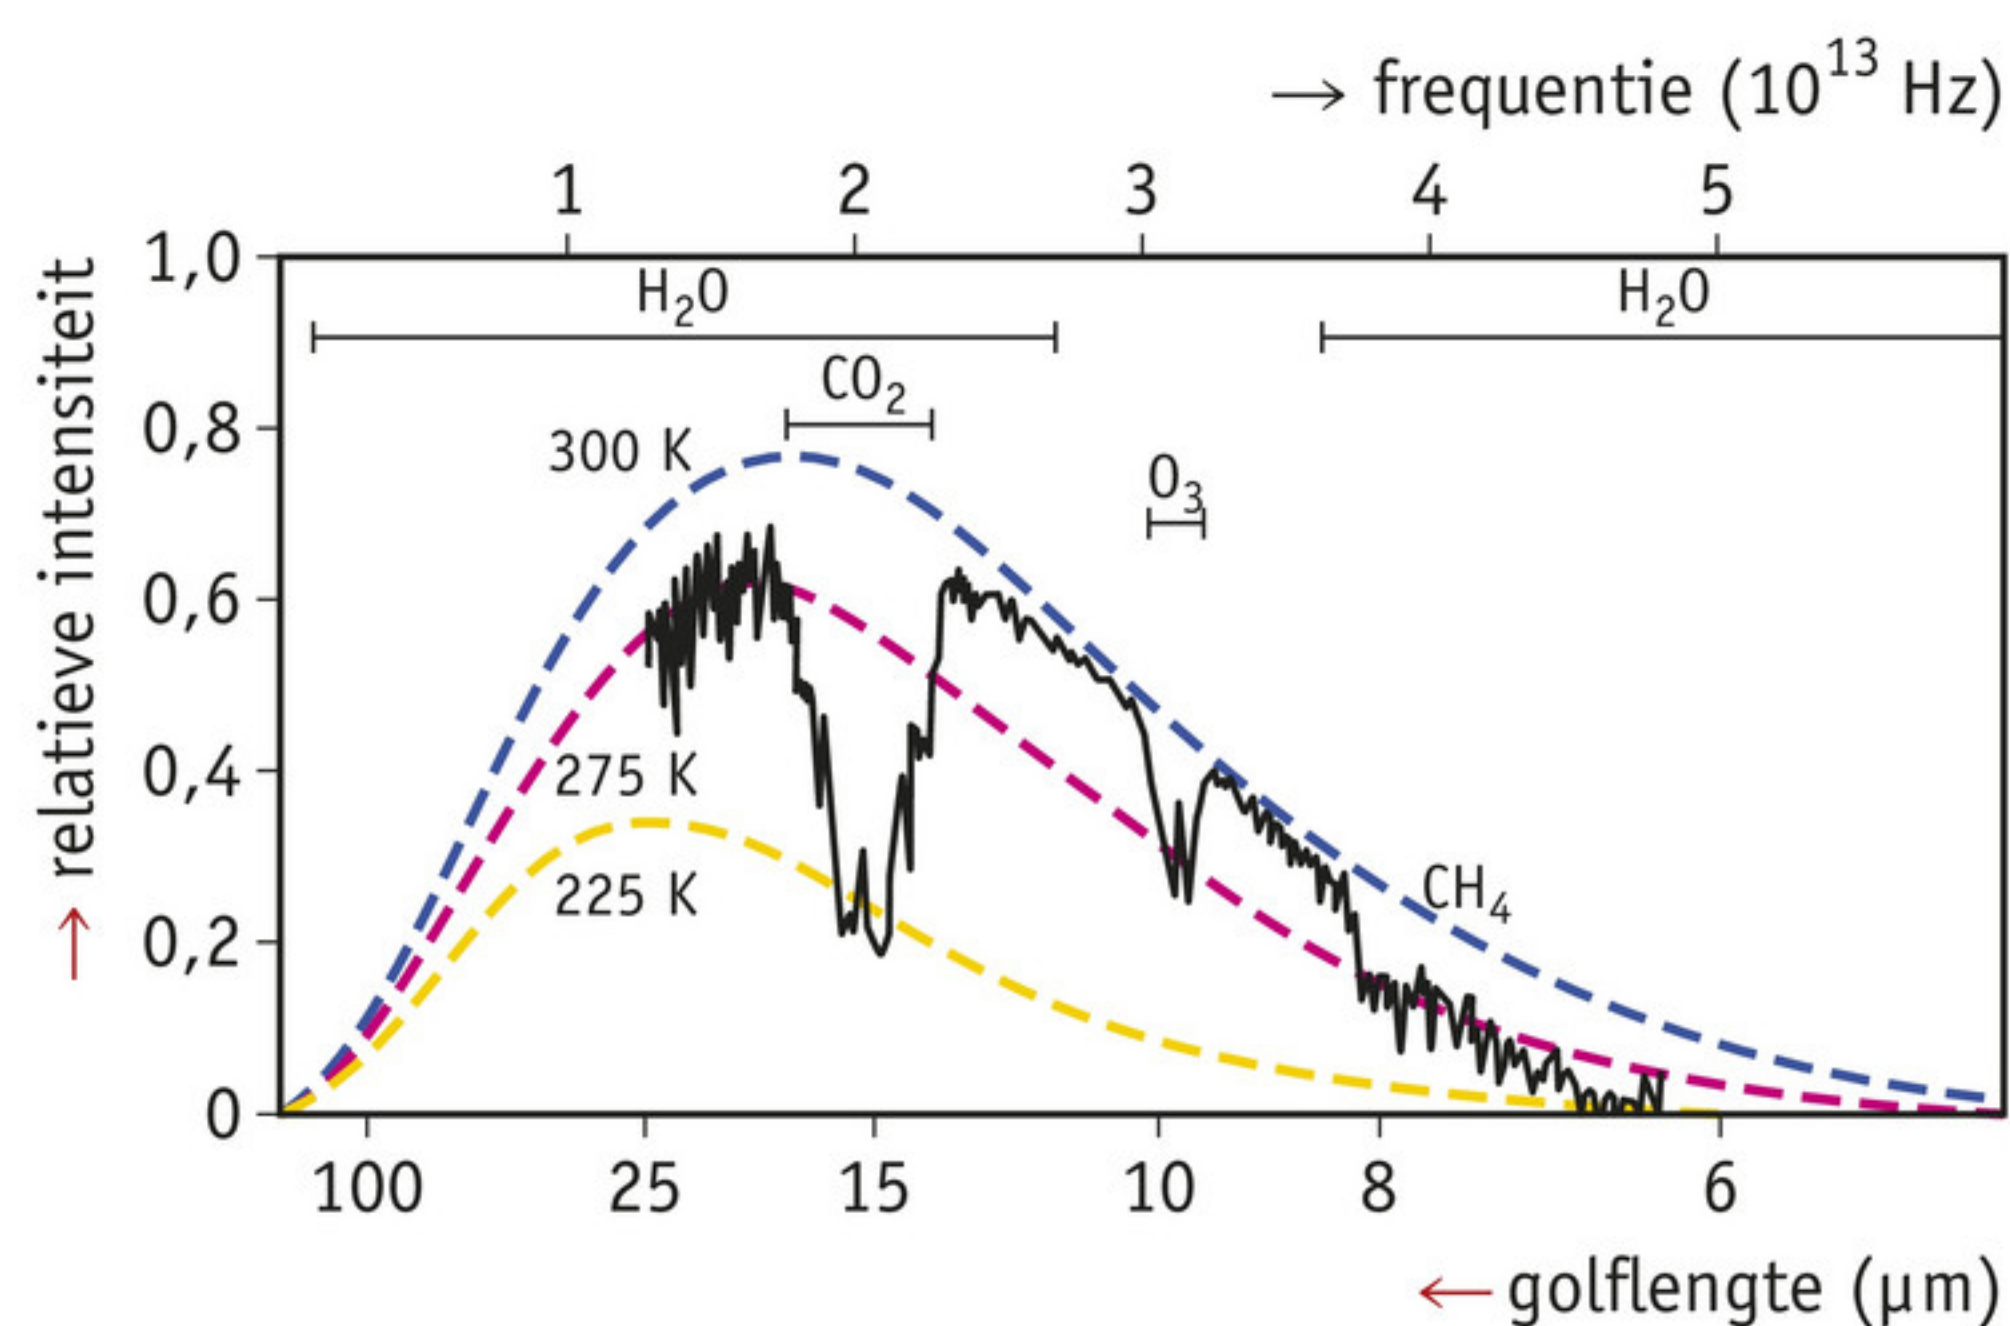 → frequentie (10¹³ Hz)
1 2 3 4 5
relatieve intensiteit
1,0
H₂O H₂O
CO₂
0,8
300 K
O₃
0,6
0,4
275 K
CH₄
225 K
0,2
0
100 25 15 10 8 6
← golflengte (µm)